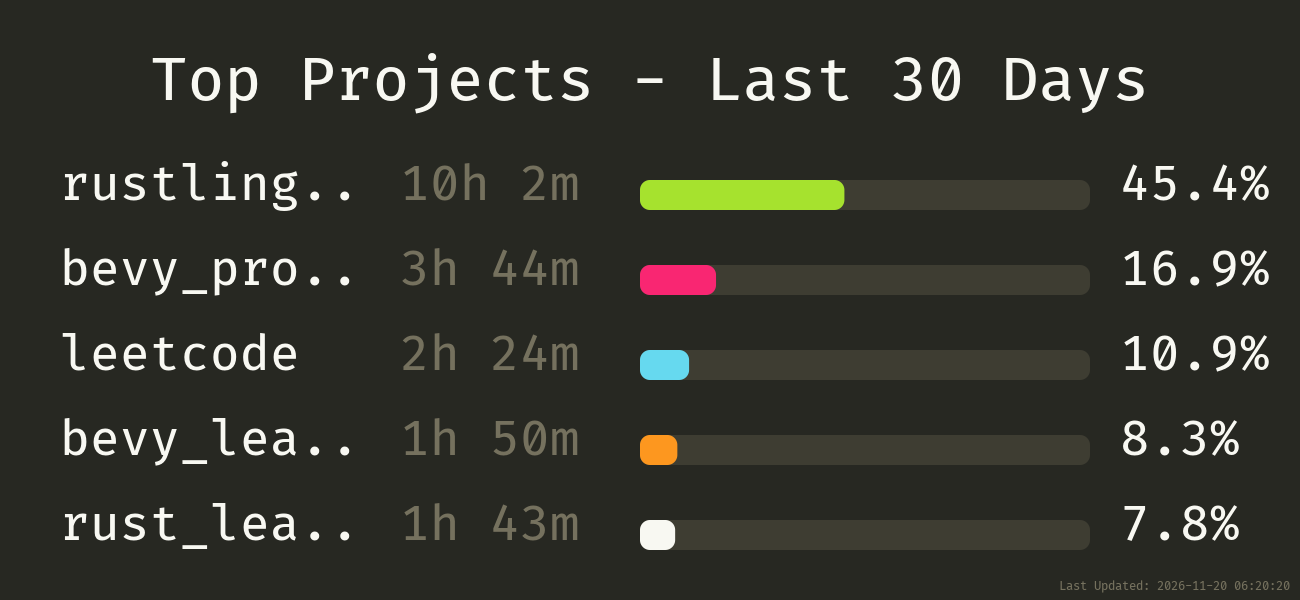 Top Projects - Last 30 Days
rustling.. 10h 2m 45.4%
bevy_pro.. 3h 44m 16.9%
leetcode 2h 24m 10.9%
bevy_lea.. 1h 50m 8.3%
rust_lea.. 1h 43m 7.8%
Last Updated: 2026-11-20 06:20:20